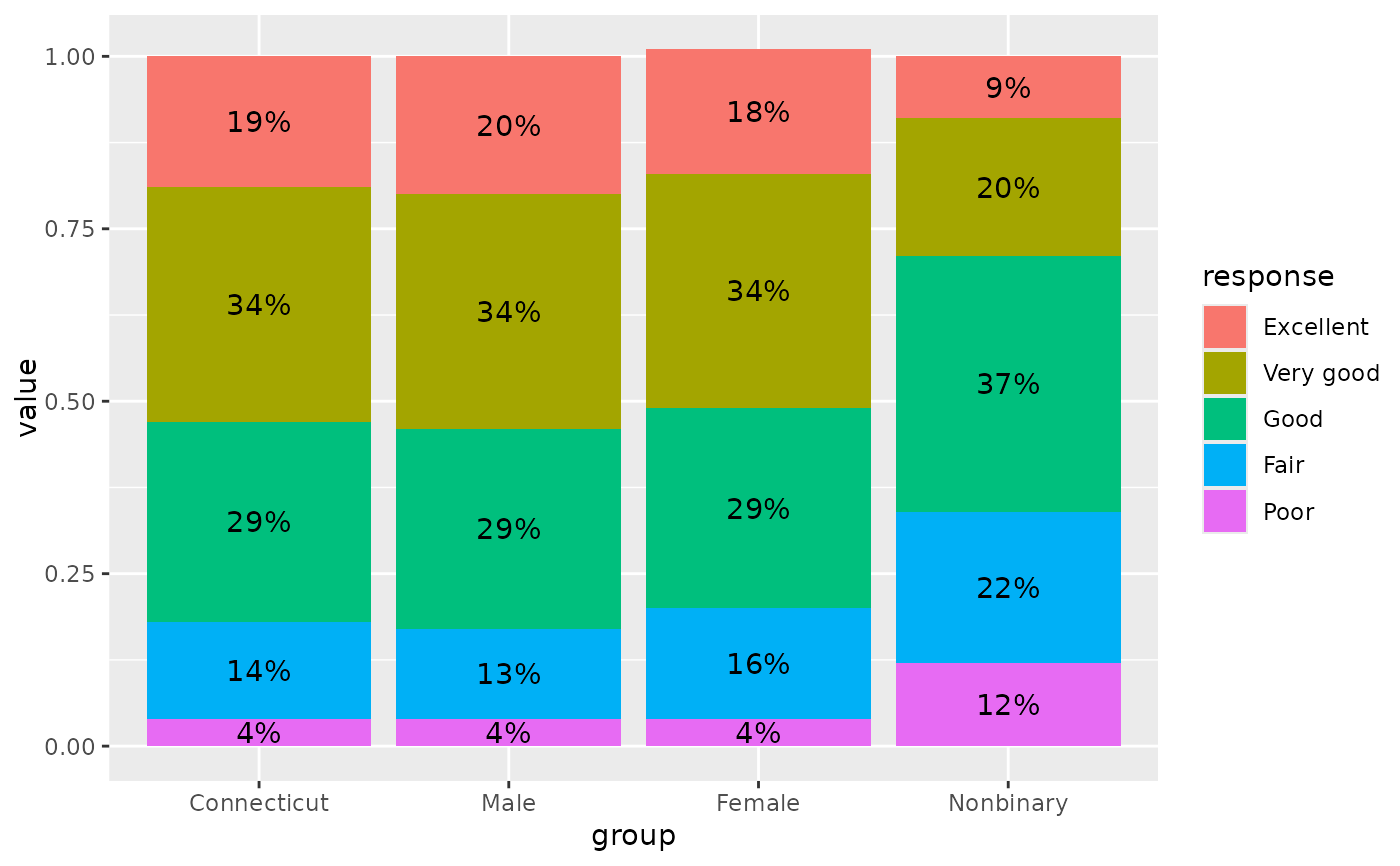 1.00
0.75
0.50
0.25
0.00
value
19%
34%
29%
14%
4%
20%
34%
29%
13%
4%
18%
34%
29%
16%
4%
9%
20%
37%
22%
12%
Connecticut
Male
Female
Nonbinary
group
response
Excellent
Very good
Good
Fair
Poor